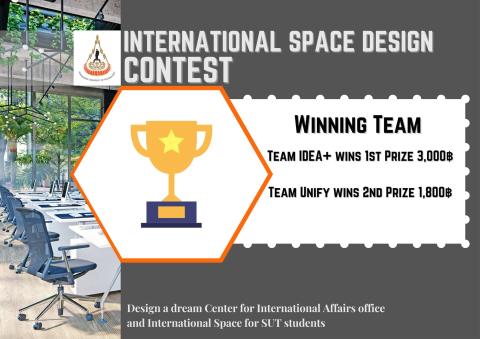 INTERNATIONAL SPACE DESIGN
CONTEST
WINNING TEAM
TEAM IDEA+ WINS 1ST PRIZE 3,000฿
TEAM UNIFY WINS 2ND PRIZE 1,800฿
Design a dream Center for International Affairs office
and International Space for SUT students